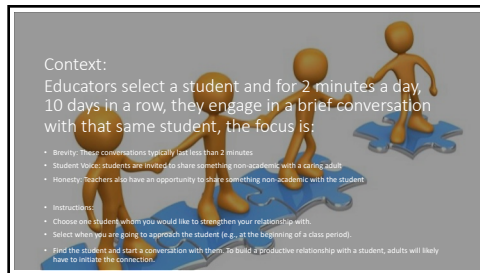 Context:
Educators select a student and for 2 minutes a day,
10 days in a row, they engage in a brief conversation
with that same student, the focus is:
• Brevity: These conversations typically last less than 2 minutes
• Student Voice: students are invited to share something non-academic with a caring adult
• Honesty: Teachers also have an opportunity to share something non-academic with the student
• Instructions:
• Choose one student whom you would like to strengthen your relationship with.
• Select when you are going to approach the student (e.g., at the beginning of a class period).
• Find the student and start a conversation with them. To build a productive relationship with a student, adults will likely
have to initiate the connection.